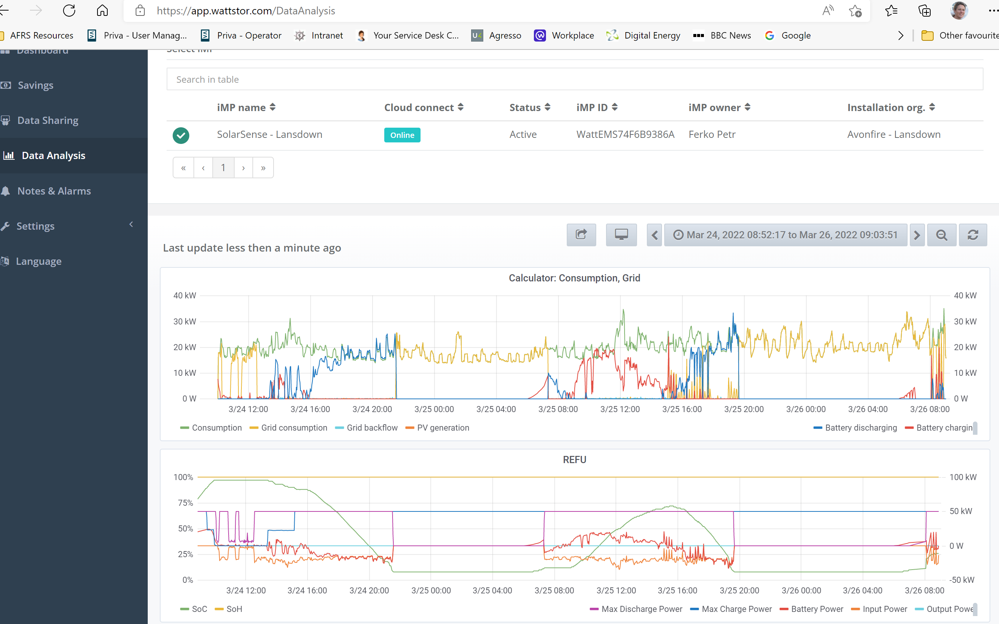 https://app.wattstor.com/DataAnalysis
AFRS Resources Priva - User Manag... Priva - Operator Intranet Your Service Desk C... U4 Agresso Workplace Digital Energy BBC News Google Other favourite
Dashboard
Savings
Data Sharing
Data Analysis
Notes & Alarms
Settings
Language
Select iMP
Search in table
iMP name Cloud connect Status iMP ID iMP owner Installation org.
SolarSense - Lansdown Online Active WattEMS74F6B9386A Ferko Petr Avonfire - Lansdown
« ‹ 1 › »
Mar 24, 2022 08:52:17 to Mar 26, 2022 09:03:51
Last update less then a minute ago
Calculator: Consumption, Grid
40 kW 40 kW
30 kW 30 kW
20 kW 20 kW
10 kW 10 kW
0 W 0 W
3/24 12:00 3/24 16:00 3/24 20:00 3/25 00:00 3/25 04:00 3/25 08:00 3/25 12:00 3/25 16:00 3/25 20:00 3/26 00:00 3/26 04:00 3/26 08:00
Consumption Grid consumption Grid backflow PV generation Battery discharging Battery chargin
REFU
100% 100 kW
75%
50 kW
50%
0 W
25%
0% -50 kW
3/24 12:00 3/24 16:00 3/24 20:00 3/25 00:00 3/25 04:00 3/25 08:00 3/25 12:00 3/25 16:00 3/25 20:00 3/26 00:00 3/26 04:00 3/26 08:00
SoC SoH Max Discharge Power Max Charge Power Battery Power Input Power Output Powe